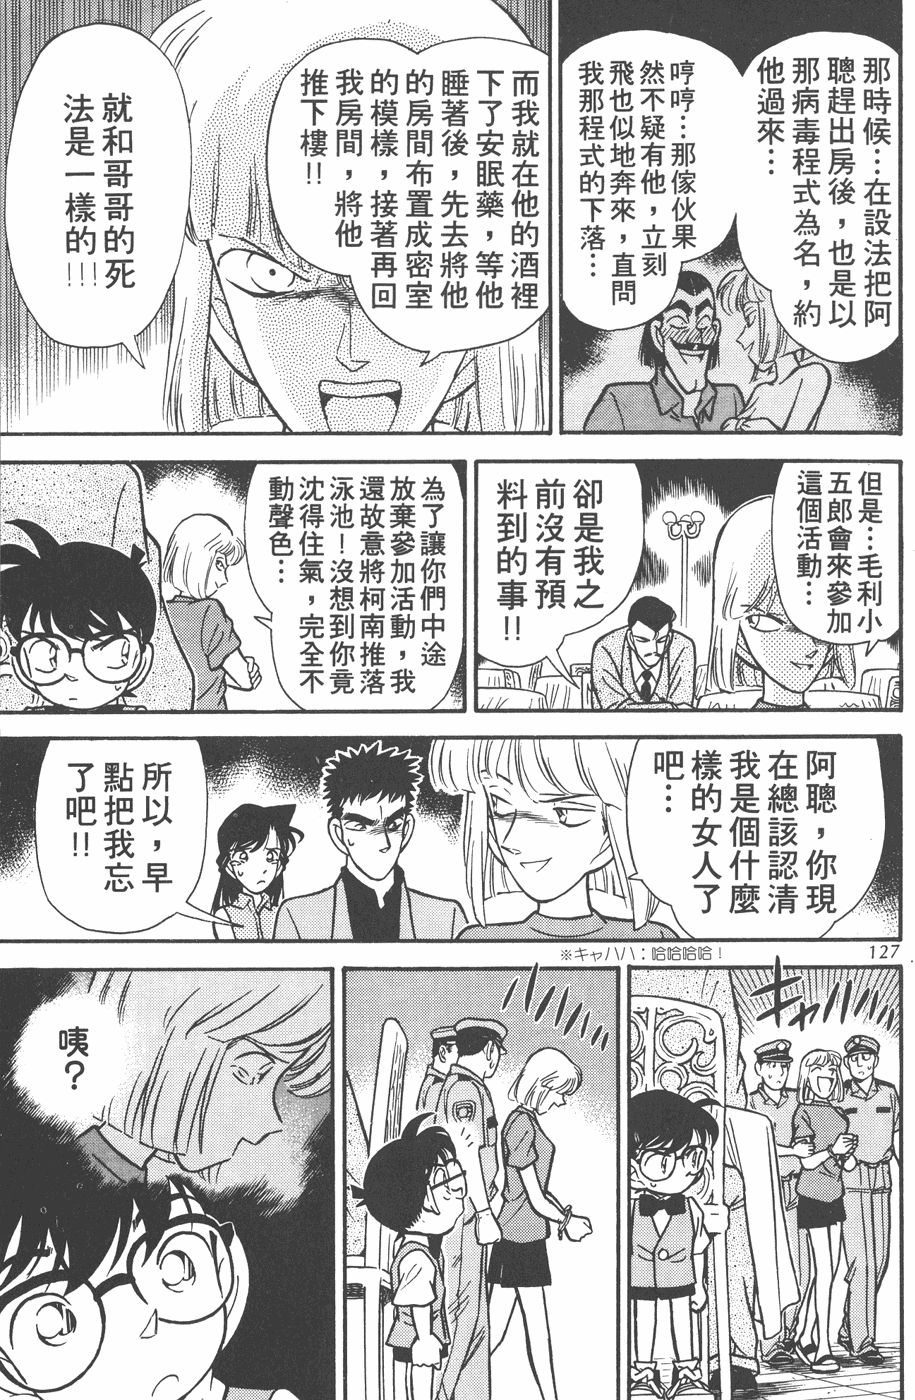 那時候…在設法把阿
聰趕出房後，也是以
那病毒程式為名，約
他過來…
哼哼…那傢伙果
然不疑有他，立刻
飛也似地奔來，直問
我那程式的下落…
而我就在他的酒裡
下了安眠藥，等他
睡著後，先去將他
的房間布置成密室
的模樣，接著再回
我房間，將他
推下樓!!
就和哥哥的死
法是一樣的!!!
但是…毛利小
五郎會來參加
這個活動…
卻是我之
前沒有預
料到的事!!
為了讓你們中途
放棄參加活動，我
還故意將柯南推落
泳池！沒想到你竟
沈得住氣，完全不
動聲色…
阿聰，你現
在總該認清
我是個什麼
樣的女人了
吧…
所以，早
點把我忘
了吧!!
※キャハハ：哈哈哈哈！
127
キャハハハ
咦？